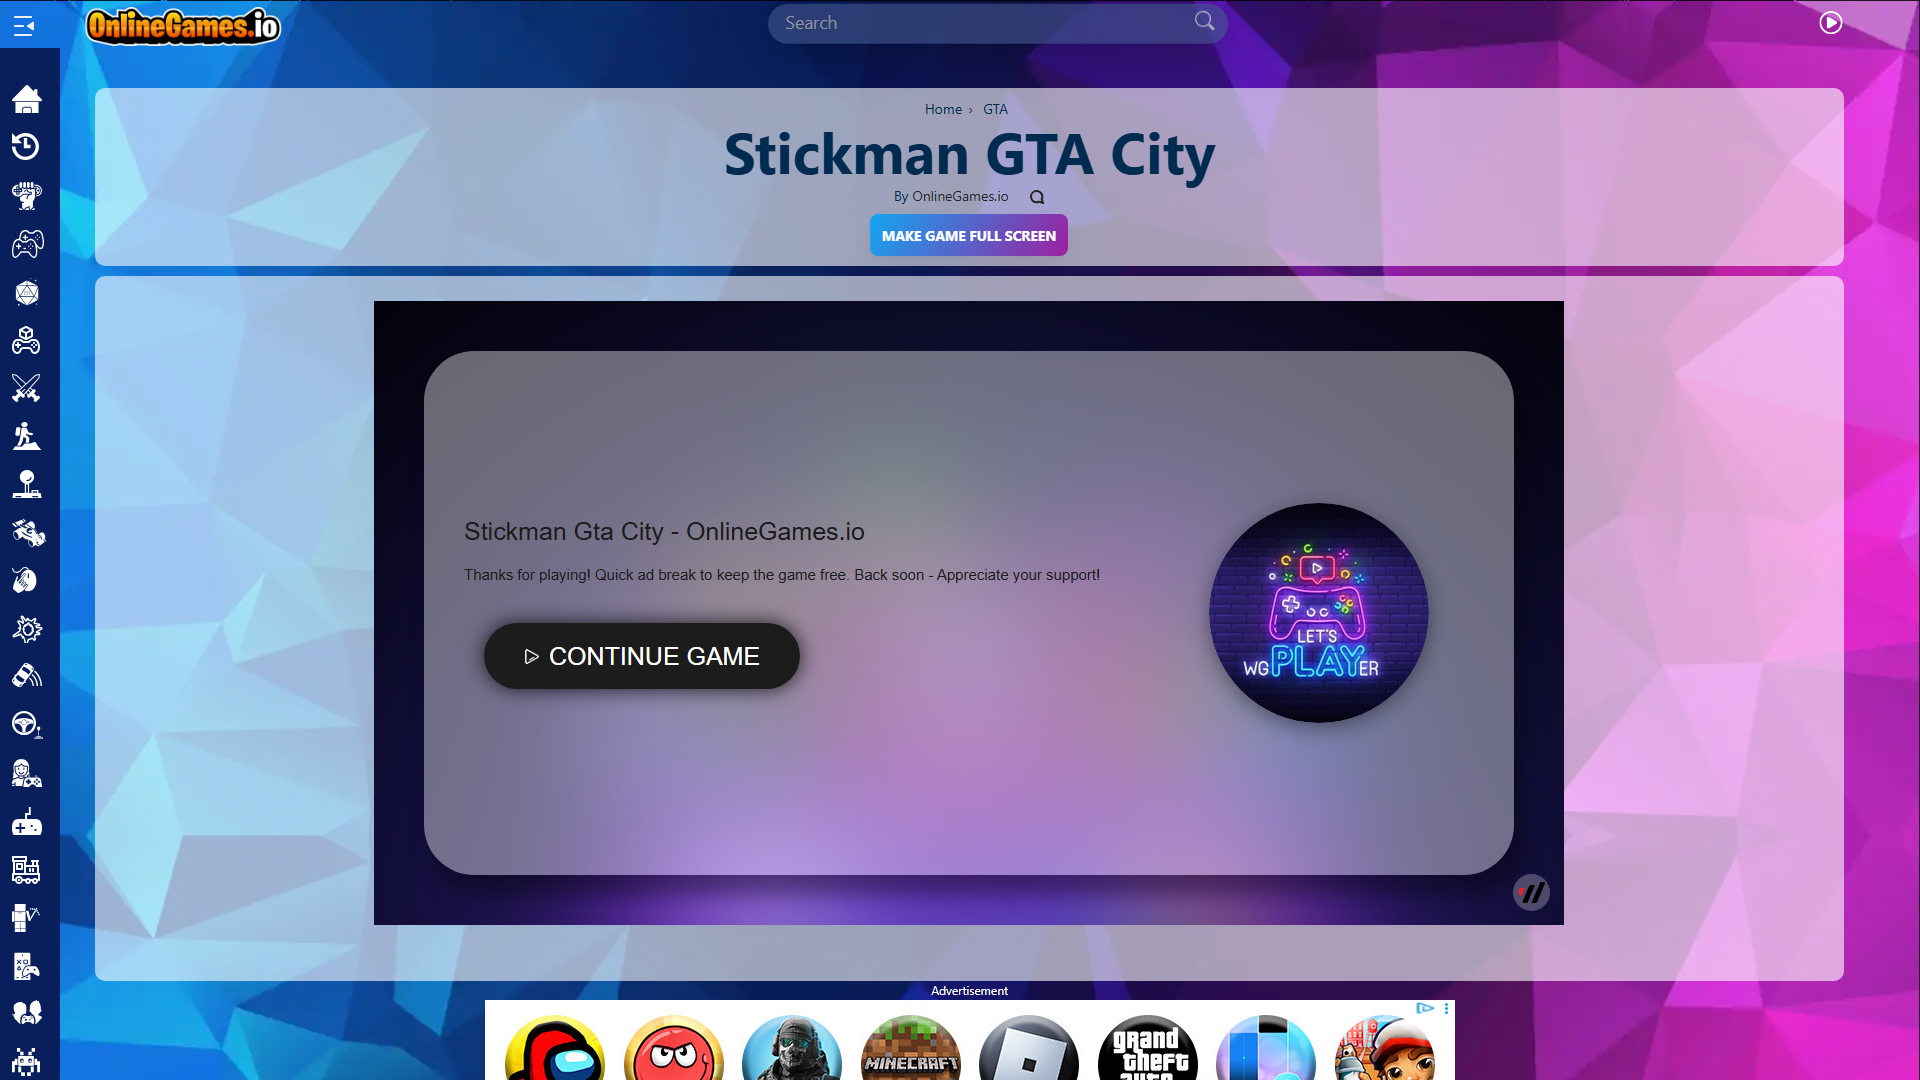 OnlineGames.io
Search
Home › GTA
Stickman GTA City
By OnlineGames.io
MAKE GAME FULL SCREEN
Stickman Gta City - OnlineGames.io
Thanks for playing! Quick ad break to keep the game free. Back soon - Appreciate your support!
CONTINUE GAME
LET'S
WGPLAYER
Advertisement
MINECRAFT
grand
theft
auto